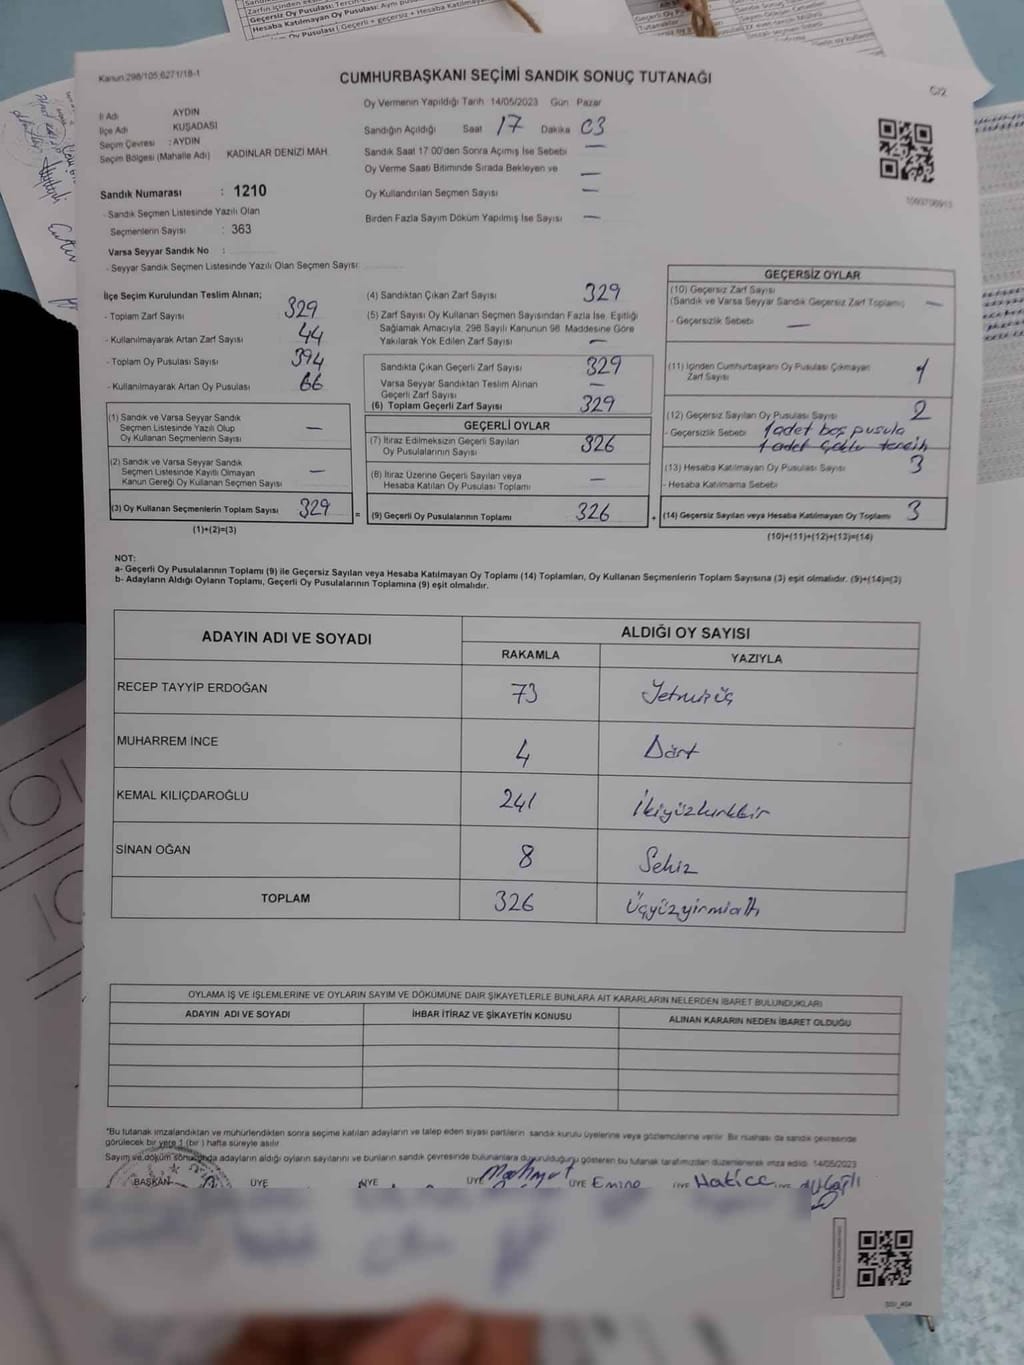 Kanun:298/105,6271/18-1
CUMHURBAŞKANI SEÇİMİ SANDIK SONUÇ TUTANAĞI
C/2
İl Adı AYDIN
İlçe Adı KUŞADASI
Seçim Çevresi : AYDIN
Seçim Bölgesi (Mahalle Adı) KADINLAR DENİZİ MAH.
Sandık Numarası : 1210
- Sandık Seçmen Listesinde Yazılı Olan
Seçmenlerin Sayısı : 363
Varsa Seyyar Sandık No :
- Seyyar Sandık Seçmen Listesinde Yazılı Olan Seçmen Sayısı:
Oy Vermenin Yapıldığı Tarih 14/05/2023 Gün Pazar
Sandığın Açıldığı Saat 17 Dakika 03
Sandık Saat 17:00'den Sonra Açımış İse Sebebi —
Oy Verme Saati Bitiminde Sırada Bekleyen ve —
Oy Kullandırılan Seçmen Sayısı —
Birden Fazla Sayım Döküm Yapılmış İse Sayısı —
İlçe Seçim Kurulundan Teslim Alınan;
- Toplam Zarf Sayısı 329
- Kullanılmayarak Artan Zarf Sayısı 44
- Toplam Oy Pusulası Sayısı 394
- Kullanılmayarak Artan Oy Pusulası 66
(1) Sandık ve Varsa Seyyar Sandık
Seçmen Listesinde Yazılı Olup —
Oy Kullanan Seçmenlerin Sayısı
(2) Sandık ve Varsa Seyyar Sandık
Seçmen Listesinde Kayıtlı Olmayan —
Kanun Gereği Oy Kullanan Seçmen Sayısı
(3) Oy Kullanan Seçmenlerin Toplam Sayısı 329
(1)+(2)=(3)
(4) Sandıktan Çıkan Zarf Sayısı 329
(5) Zarf Sayısı Oy Kullanan Seçmen Sayısından Fazla İse, Eşitliği
Sağlamak Amacıyla, 298 Sayılı Kanunun 98. Maddesine Göre
Yakılarak Yok Edilen Zarf Sayısı —
Sandıkta Çıkan Geçerli Zarf Sayısı 329
Varsa Seyyar Sandıktan Teslim Alınan
Geçerli Zarf Sayısı —
(6) Toplam Geçerli Zarf Sayısı 329
GEÇERLİ OYLAR
(7) İtiraz Edilmeksizin Geçerli Sayılan
Oy Pusulalarının Sayısı 326
(8) İtiraz Üzerine Geçerli Sayılan veya
Hesaba Katılan Oy Pusulası Toplamı —
= (9) Geçerli Oy Pusulalarının Toplamı 326
GEÇERSİZ OYLAR
(10) Geçersiz Zarf Sayısı
(Sandık ve Varsa Seyyar Sandık Geçersiz Zarf Toplamı) —
- Geçersizlik Sebebi —
(11) İçinden Cumhurbaşkanı Oy Pusulası Çıkmayan
Zarf Sayısı 1
(12) Geçersiz Sayılan Oy Pusulası Sayısı 2
- Geçersizlik Sebebi 1 adet boş pusula
1 adet çoklu tercih
(13) Hesaba Katılmayan Oy Pusulası Sayısı 3
- Hesaba Katılmama Sebebi
+ (14) Geçersiz Sayılan veya Hesaba Katılmayan Oy Toplamı 3
(10)+(11)+(12)+(13)=(14)
NOT:
a- Geçerli Oy Pusulalarının Toplamı (9) ile Geçersiz Sayılan veya Hesaba Katılmayan Oy Toplamı (14) Toplamları, Oy Kullanan Seçmenlerin Toplam Sayısına (3) eşit olmalıdır. (9)+(14)=(3)
b- Adayların Aldığı Oyların Toplamı, Geçerli Oy Pusulalarının Toplamına (9) eşit olmalıdır.
ADAYIN ADI VE SOYADI ALDIĞI OY SAYISI
RAKAMLA YAZIYLA
RECEP TAYYİP ERDOĞAN 73 Yetmişüç
MUHARREM İNCE 4 Dört
KEMAL KILIÇDAROĞLU 241 İkiyüzkırkbir
SİNAN OĞAN 8 Sekiz
TOPLAM 326 Üçyüzyirmialtı
OYLAMA İŞ VE İŞLEMLERİNE VE OYLARIN SAYIM VE DÖKÜMÜNE DAİR ŞİKAYETLERLE BUNLARA AİT KARARLARIN NELERDEN İBARET BULUNDUKLARI
ADAYIN ADI VE SOYADI İHBAR İTİRAZ VE ŞİKAYETİN KONUSU ALINAN KARARIN NEDEN İBARET OLDUĞU
*Bu tutanak imzalandıktan ve mühürlendikten sonra seçime katılan adayların ve talep eden siyasi partilerin sandık kurulu üyelerine veya gözlemcilerine verilir. Bir nushası da sandık çevresinde
görülecek bir yere 1 (bir ) hafta süreyle asılır
Sayım ve döküm sonucunda adayların aldığı oyların sayılarını ve bunların sandık çevresinde bulunanlara duyurulduğunu gösteren bu tutanak tarafımızdan düzenlenerek imza edildi. 14/05/2023
BAŞKAN ÜYE ÜYE ÜYE Mahmut ÜYE Emine ÜYE Hatice ÜYE